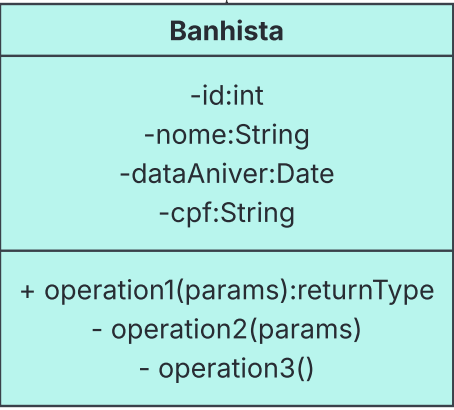 Banhista
-id:int
-nome:String
-dataAniver:Date
-cpf:String
+ operation1(params):returnType
- operation2(params)
- operation3()